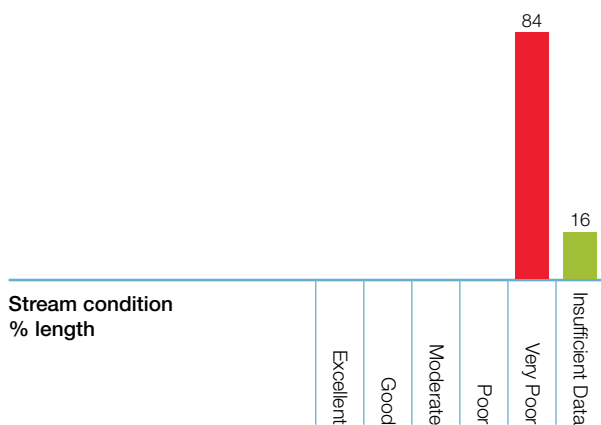 84
16
Stream condition
% length
Excellent
Good
Moderate
Poor
Very Poor
Insufficient Data